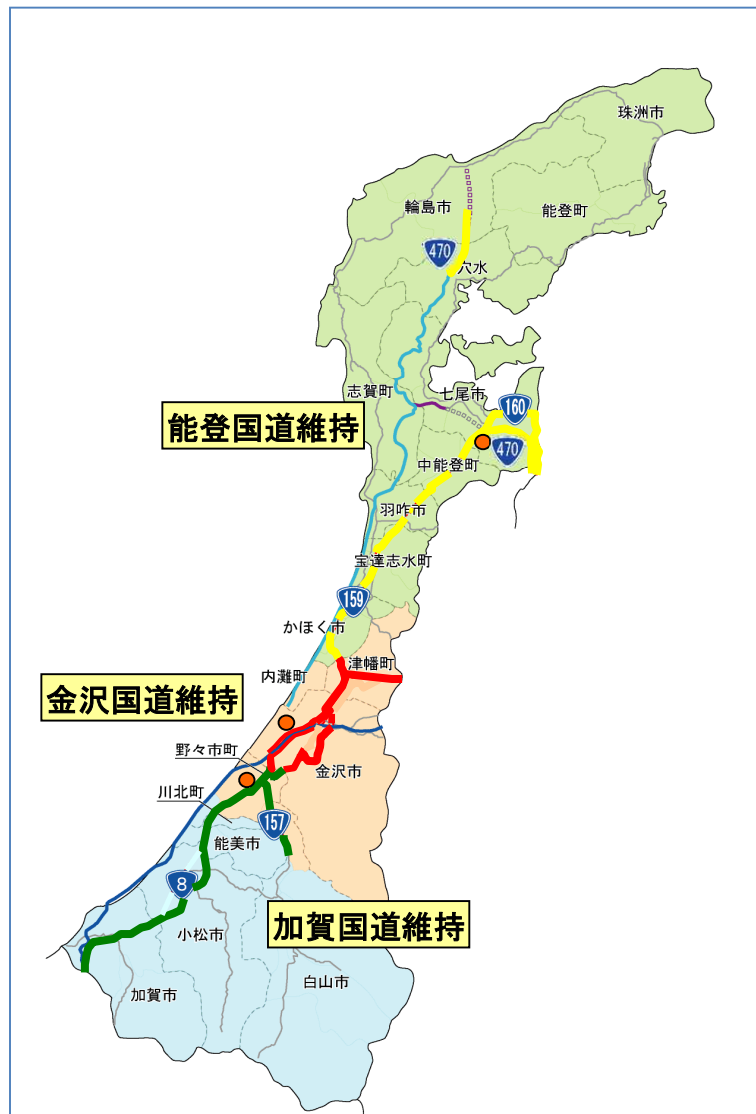 珠洲市
輪島市
能登町
470
穴水
志賀町
七尾市
160
能登国道維持
470
中能登町
羽咋市
宝達志水町
159
かほく市
津幡町
内灘町
金沢国道維持
野々市町
金沢市
川北町
157
能美市
8
加賀国道維持
小松市
白山市
加賀市